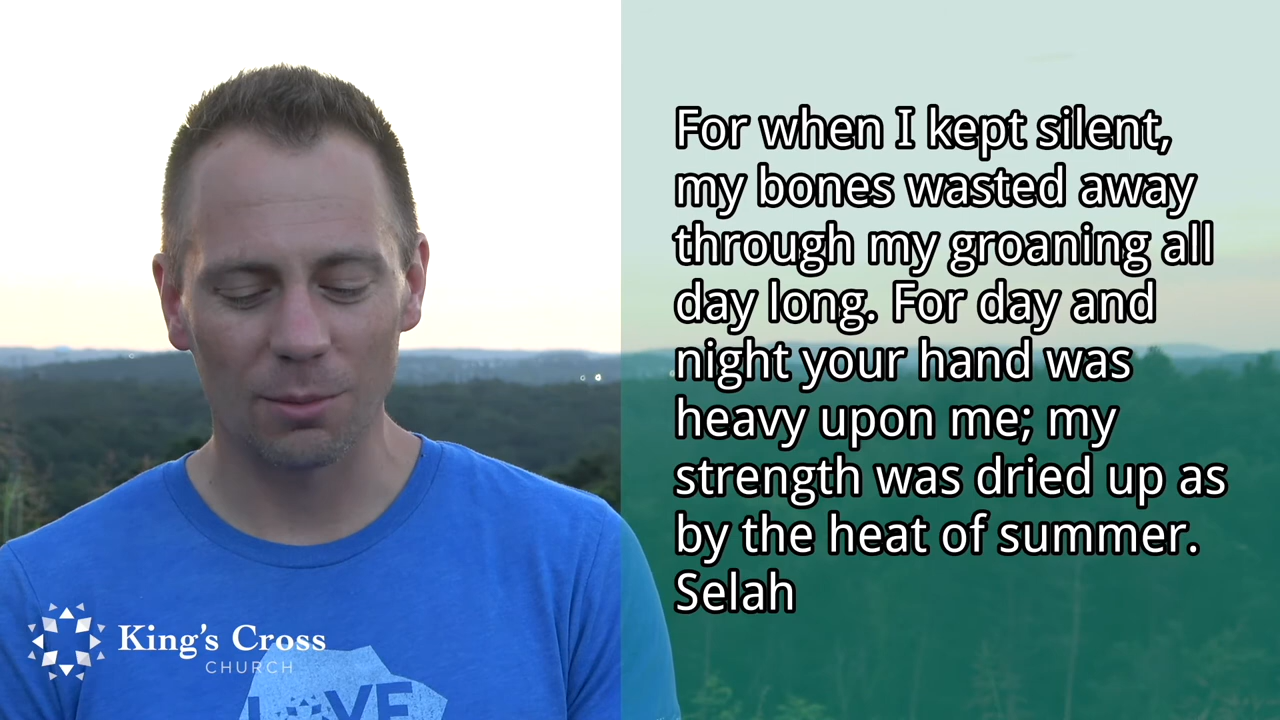 For when I kept silent,
my bones wasted away
through my groaning all
day long. For day and
night your hand was
heavy upon me; my
strength was dried up as
by the heat of summer.
Selah
King's Cross
CHURCH
LOVE